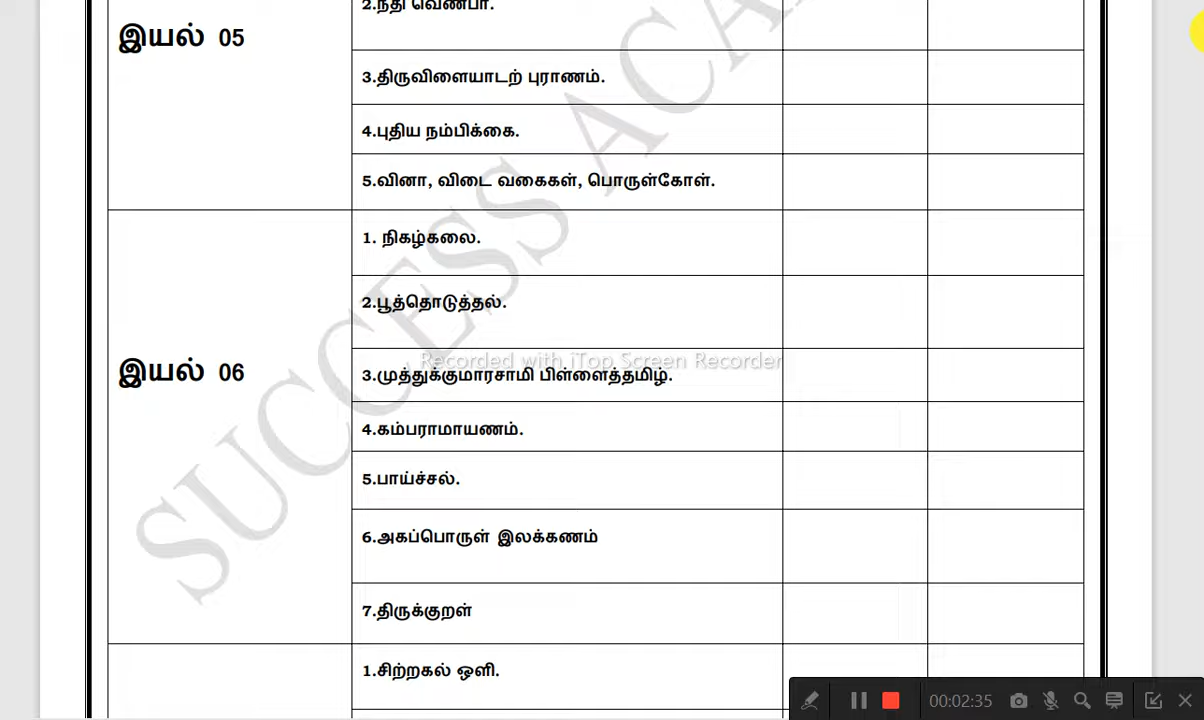 2.நீதி வெண்பா.
இயல் 05
3.திருவிளையாடற் புராணம்.
4.புதிய நம்பிக்கை.
5.வினா, விடை வகைகள், பொருள்கோள்.
1. நிகழ்கலை.
2.பூத்தொடுத்தல்.
இயல் 06
3.முத்துக்குமாரசாமி பிள்ளைத்தமிழ்.
4.கம்பராமாயணம்.
5.பாய்ச்சல்.
6.அகப்பொருள் இலக்கணம்
7.திருக்குறள்
1.சிற்றகல் ஒளி.
SUCCESS
Recorded with iTop Screen Recorder
00:02:35